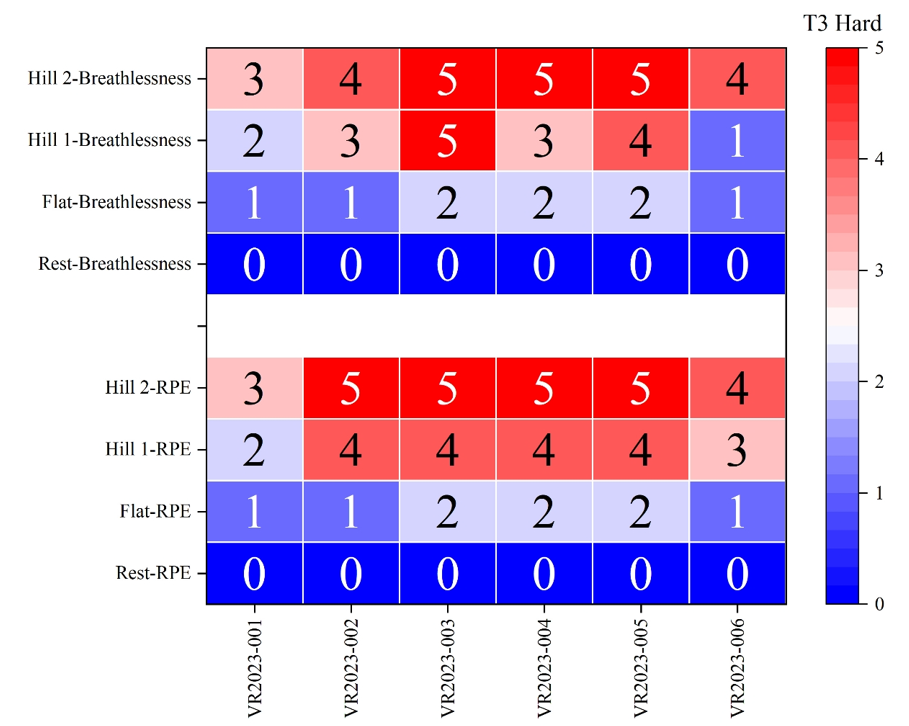 T3 Hard
Hill 2-Breathlessness 3 4 5 5 5 4
Hill 1-Breathlessness 2 3 5 3 4 1
Flat-Breathlessness 1 1 2 2 2 1
Rest-Breathlessness 0 0 0 0 0 0
Hill 2-RPE 3 5 5 5 5 4
Hill 1-RPE 2 4 4 4 4 3
Flat-RPE 1 1 2 2 2 1
Rest-RPE 0 0 0 0 0 0
VR2023-001
VR2023-002
VR2023-003
VR2023-004
VR2023-005
VR2023-006
5
4
3
2
1
0